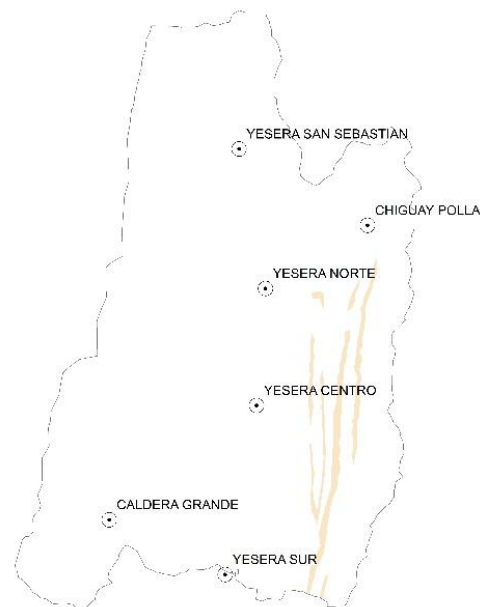 YESERA SAN SEBASTIAN
CHIGUAY POLLA
YESERA NORTE
YESERA CENTRO
CALDERA GRANDE
YESERA SUR